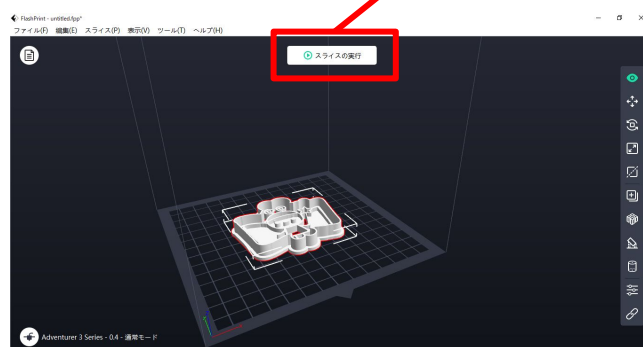 FlashPrint - untitled.fpp*
ファイル(F) 編集(E) スライス(P) 表示(V) ツール(T) ヘルプ(H)
スライスの実行
Adventurer 3 Series - 0.4 - 通常モード